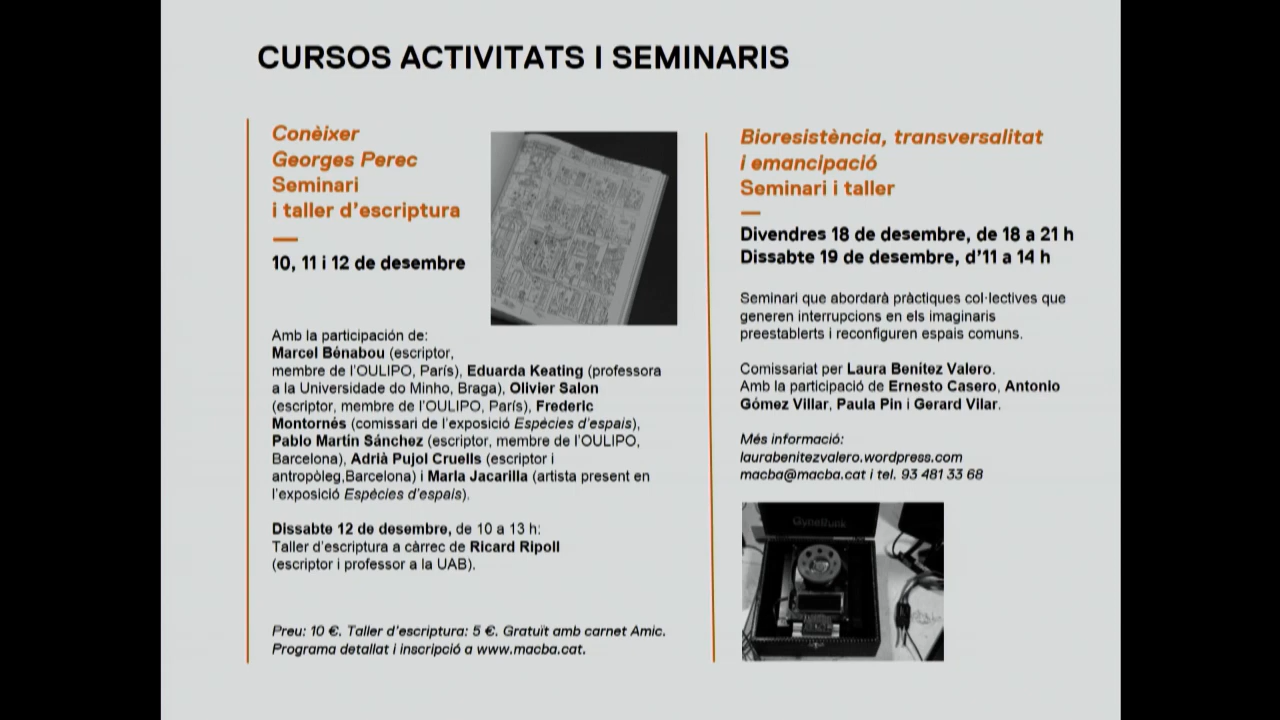 CURSOS ACTIVITATS I SEMINARIS
Conèixer
Georges Perec
Seminari
i taller d'escriptura
10, 11 i 12 de desembre
Amb la participación de:
Marcel Bénabou (escriptor,
membre de l'OULIPO, París), Eduarda Keating (professora
a la Universidade do Minho, Braga), Olivier Salon
(escriptor, membre de l'OULIPO, París), Frederic
Montornés (comissari de l'exposició Espècies d'espais),
Pablo Martín Sánchez (escriptor, membre de l'OULIPO,
Barcelona), Adrià Pujol Cruells (escriptor i
antropòleg,Barcelona) i Marla Jacarilla (artista present en
l'exposició Espècies d'espais).
Dissabte 12 de desembre, de 10 a 13 h:
Taller d'escriptura a càrrec de Ricard Ripoll
(escriptor i professor a la UAB).
Preu: 10 €. Taller d'escriptura: 5 €. Gratuït amb carnet Amic.
Programa detallat i inscripció a www.macba.cat.
Bioresistència, transversalitat
i emancipació
Seminari i taller
Divendres 18 de desembre, de 18 a 21 h
Dissabte 19 de desembre, d'11 a 14 h
Seminari que abordarà pràctiques col·lectives que
generen interrupcions en els imaginaris
preestablerts i reconfiguren espais comuns.
Comissariat per Laura Benítez Valero.
Amb la participació de Ernesto Casero, Antonio
Gómez Villar, Paula Pin i Gerard Vilar.
Més informació:
laurabenitezvalero.wordpress.com
macba@macba.cat i tel. 93 481 33 68